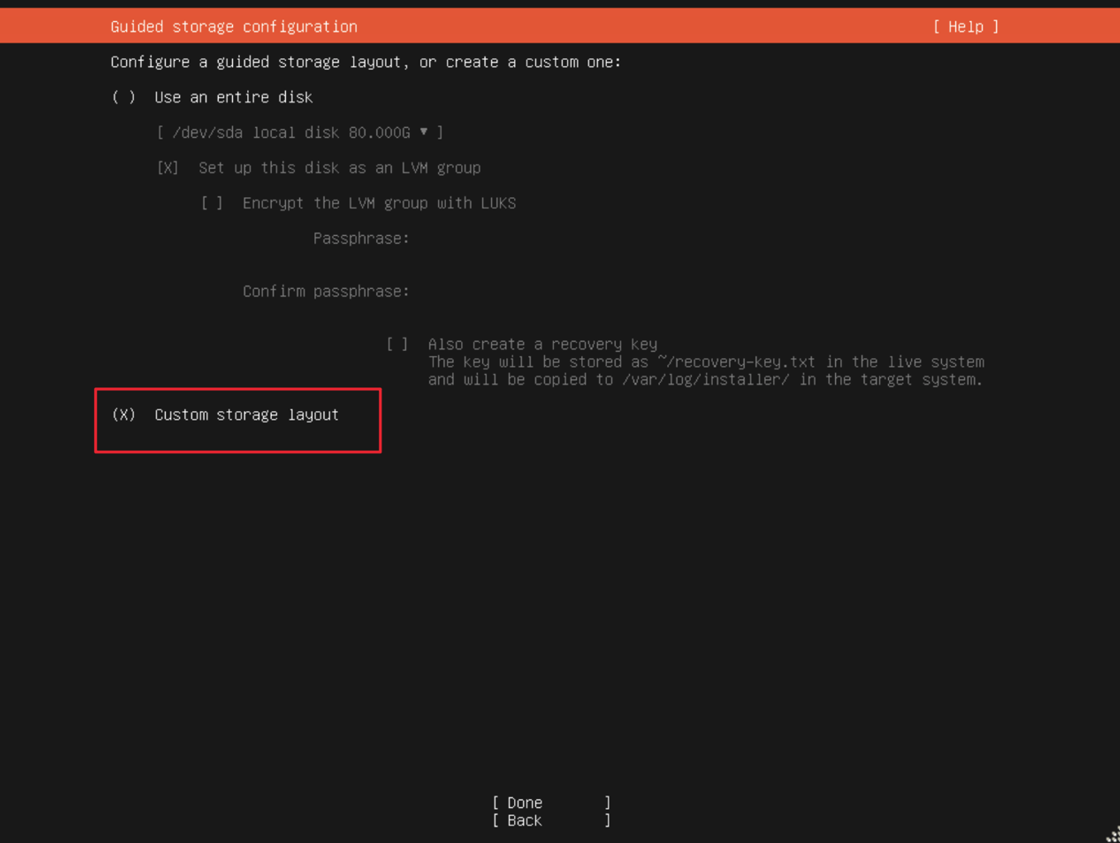 Guided storage configuration [ Help ]
Configure a guided storage layout, or create a custom one:
( ) Use an entire disk
[ /dev/sda local disk 80.000G ▾ ]
[X] Set up this disk as an LVM group
[ ] Encrypt the LVM group with LUKS
Passphrase:
Confirm passphrase:
[ ] Also create a recovery key
The key will be stored as ~/recovery-key.txt in the live system
and will be copied to /var/log/installer/ in the target system.
(X) Custom storage layout
[ Done ]
[ Back ]